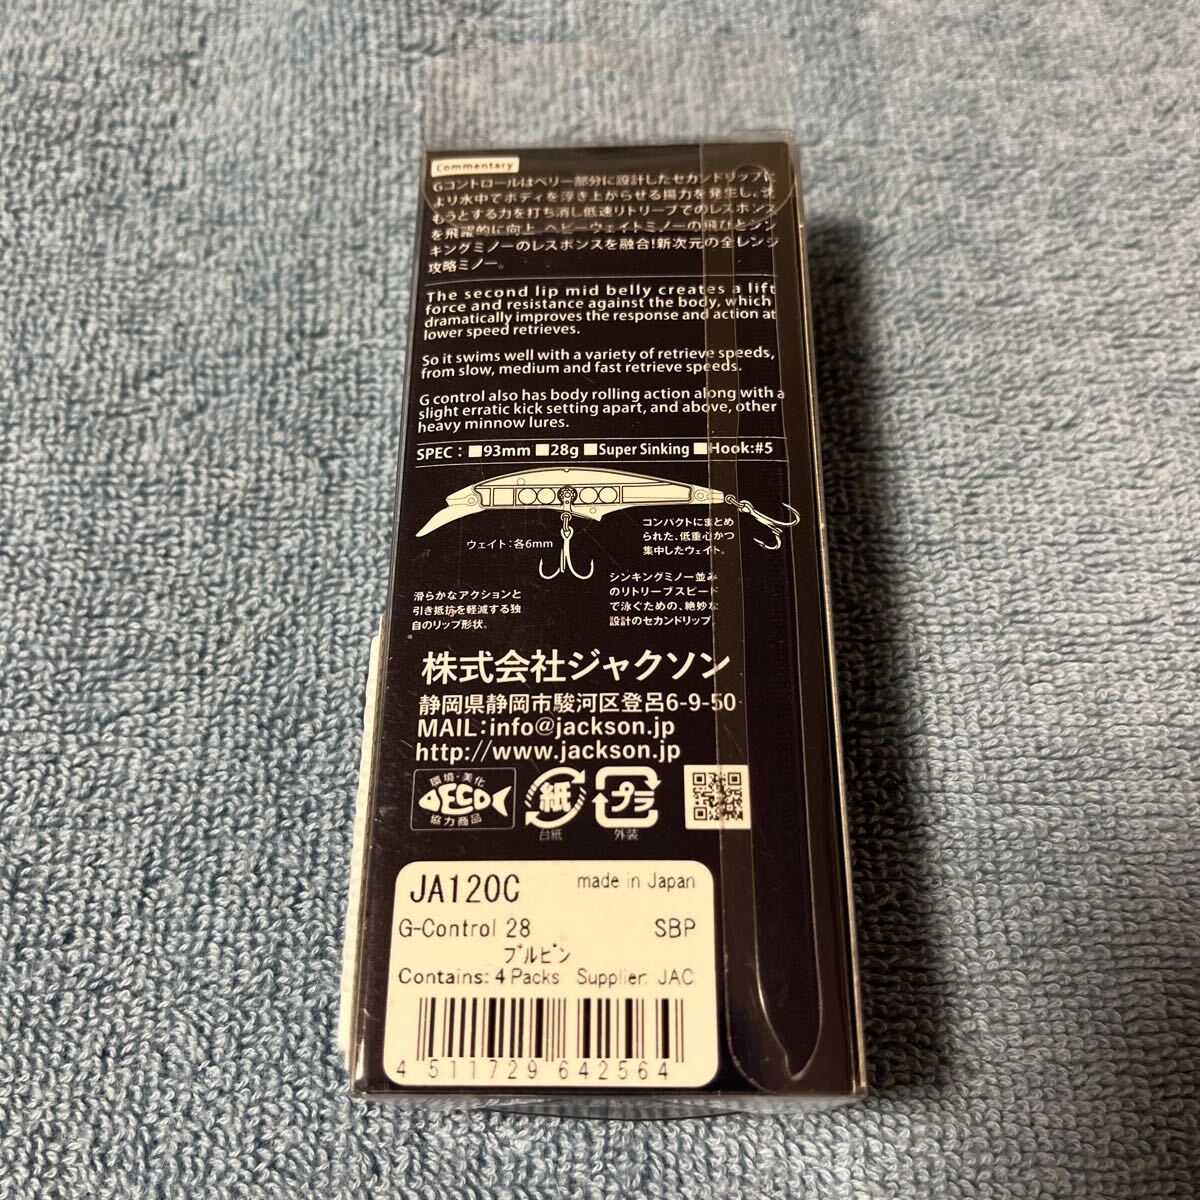 Commentary
Gコントロールはベリー部分に設計したセカンドリップに
より水中でボディを浮き上がらせる揚力を発生し、沈
もうとする力を打ち消し低速リトリーブでのレスポンス
を飛躍的に向上。ヘビーウェイトミノーの飛びとシン
キングミノーのレスポンスを融合!新次元の全レンジ
攻略ミノー。
The second lip mid belly creates a lift
force and resistance against the body, which
dramatically improves the response and action at
lower speed retrieves.
So it swims well with a variety of retrieve speeds,
from slow, medium and fast retrieve speeds.
G control also has body rolling action along with a
slight erratic kick setting apart, and above, other
heavy minnow lures.
SPEC : ■93mm ■28g ■Super Sinking ■Hook:#5
ウェイト:各6mm
コンパクトにまとめ
られた、低重心かつ
集中したウェイト。
滑らかなアクションと
引き抵抗を軽減する独
自のリップ形状。
シンキングミノー並み
のリトリーブスピード
で泳ぐための、絶妙な
設計のセカンドリップ。
株式会社ジャクソン
静岡県静岡市駿河区登呂6-9-50
MAIL:info@jackson.jp
http://www.jackson.jp
環境・美化
ECO
協力商品
紙
台紙
プラ
外装
JA120C made in Japan
G-Control 28 SBP
ブルピン
Contains: 4 Packs Supplier: JAC
4 511729 642564